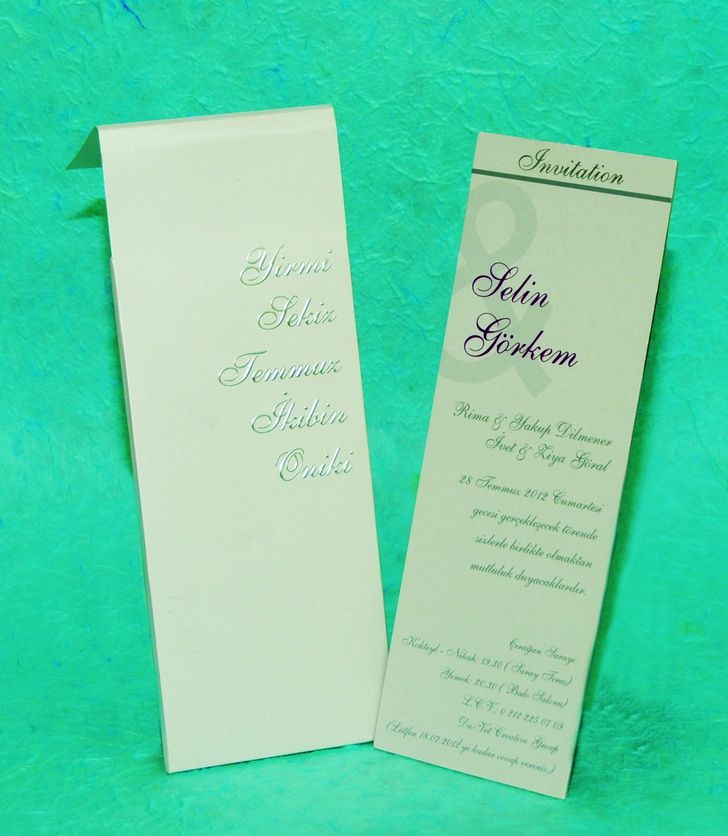 Yirmi
Sekiz
Temmuz
İkibin
Oniki
Invitation
&
Selin
Görkem
Rima & Yakup Dilmener
İvet & Ziya Göral
28 Temmuz 2012 Cumartesi
gecesi gerçekleşecek törende
sizlerle birlikte olmaktan
mutluluk duyacaklardır.
Çırağan Sarayı
Kokteyl - Nikah: 19.30 ( Saray Teras)
Yemek: 20.30 ( Balo Salonu)
L.C.V.: 0 212 225 07 09
Da-Vet Creative Group
(Lütfen 18.07.2012'ye kadar cevap veriniz.)